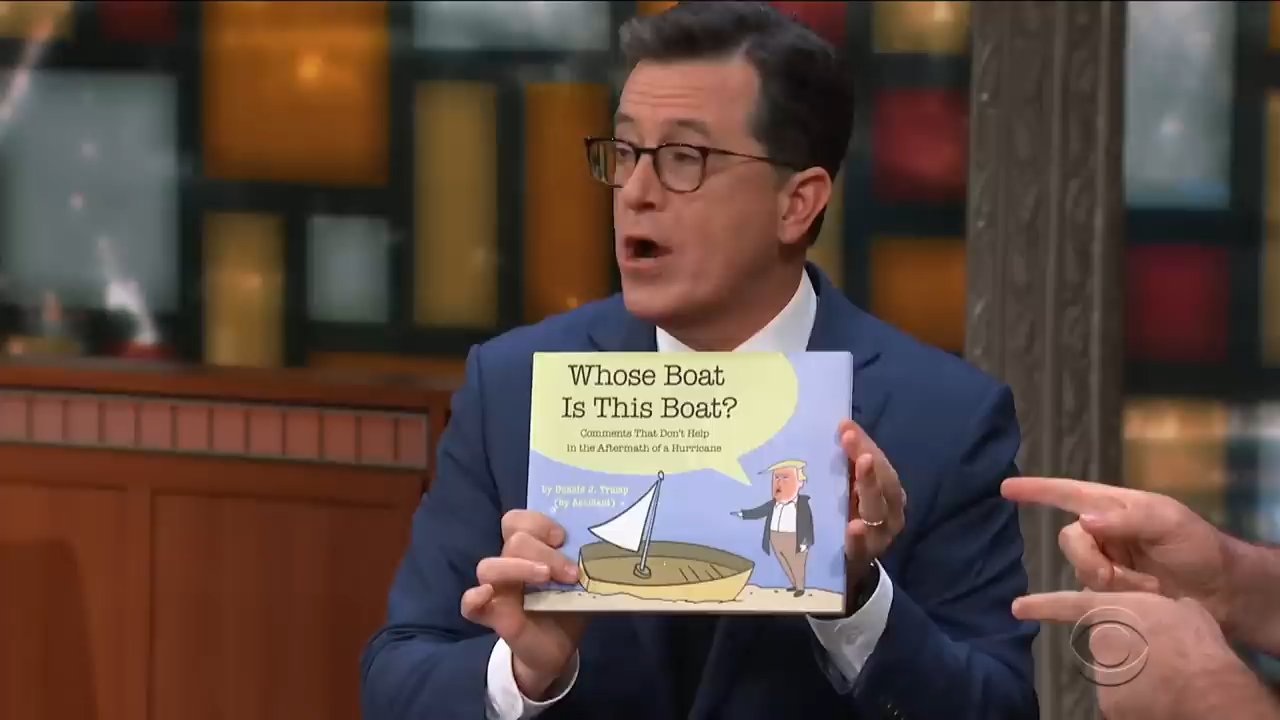 Whose Boat
Is This Boat?
Comments That Don't Help
in the Aftermath of a Hurricane
by Donald J. Trump
(by Accident)